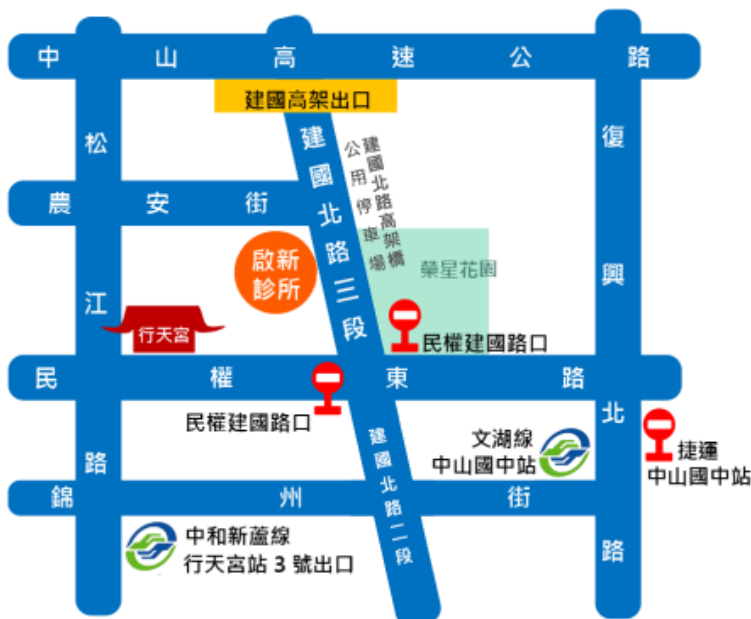 中山高速公路
建國高架出口
松江路
復興北路
建國北路三段
建國北路高架橋
公用停車場
農安街
啟新
診所
榮星花園
行天宮
民權建國路口
民權東路
民權建國路口
建國北路二段
文湖線
中山國中站
捷運
中山國中站
錦州街
中和新蘆線
行天宮站 3 號出口